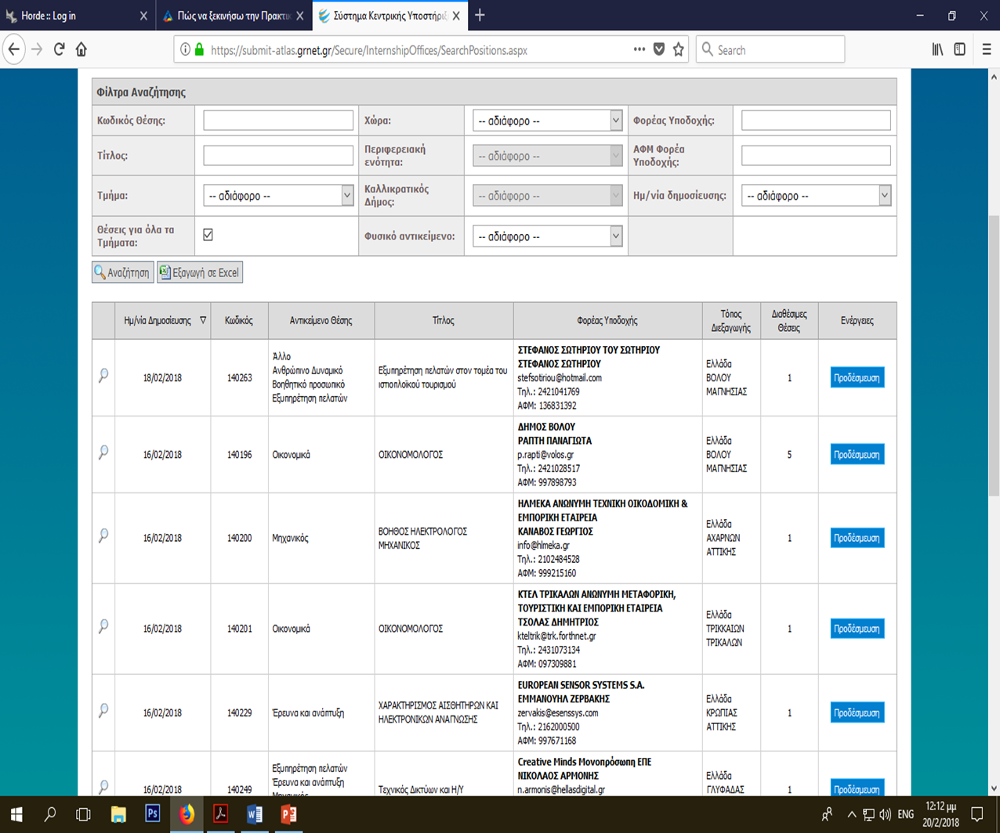 Horde :: Log in
Πώς να ξεκινήσω την Πρακτικ
Σύστημα Κεντρικής Υποστήριξ
https://submit-atlas.grnet.gr/Secure/InternshipOffices/SearchPositions.aspx
Search
Φίλτρα Αναζήτησης
Κωδικός Θέσης:
Χώρα:
-- αδιάφορο --
Φορέας Υποδοχής:
Τίτλος:
Περιφερειακή
ενότητα:
-- αδιάφορο --
ΑΦΜ Φορέα
Υποδοχής:
Τμήμα:
-- αδιάφορο --
Καλλικρατικός
Δήμος:
-- αδιάφορο --
Ημ/νία δημοσίευσης:
-- αδιάφορο --
Θέσεις για όλα τα
Τμήματα:
Φυσικό αντικείμενο:
-- αδιάφορο --
Αναζήτηση
Εξαγωγή σε Excel
Ημ/νία Δημοσίευσης
Κωδικός
Αντικείμενο Θέσης
Τίτλος
Φορέας Υποδοχής
Τόπος
Διεξαγωγής
Διαθέσιμες
Θέσεις
Ενέργειες
18/02/2018
140263
Άλλο
Ανθρώπινο Δυναμικό
Βοηθητικό προσωπικό
Εξυπηρέτηση πελατών
Εξυπηρέτηση πελατών στον τομέα του
ιστιοπλοϊκού τουρισμού
ΣΤΕΦΑΝΟΣ ΣΩΤΗΡΙΟΥ ΤΟΥ ΣΩΤΗΡΙΟΥ
ΣΤΕΦΑΝΟΣ ΣΩΤΗΡΙΟΥ
stefsotiriou@hotmail.com
Τηλ.: 2421041769
ΑΦΜ: 136831392
Ελλάδα
ΒΟΛΟΥ
ΜΑΓΝΗΣΙΑΣ
1
Προδέσμευση
16/02/2018
140196
Οικονομικά
ΟΙΚΟΝΟΜΟΛΟΓΟΣ
ΔΗΜΟΣ ΒΟΛΟΥ
ΡΑΠΤΗ ΠΑΝΑΓΙΩΤΑ
p.rapti@volos.gr
Τηλ.: 2421028517
ΑΦΜ: 997898793
Ελλάδα
ΒΟΛΟΥ
ΜΑΓΝΗΣΙΑΣ
5
Προδέσμευση
16/02/2018
140200
Μηχανικός
ΒΟΗΘΟΣ ΗΛΕΚΤΡΟΛΟΓΟΣ
ΜΗΧΑΝΙΚΟΣ
ΗΛΜΕΚΑ ΑΝΩΝΥΜΗ ΤΕΧΝΙΚΗ ΟΙΚΟΔΟΜΙΚΗ &
ΕΜΠΟΡΙΚΗ ΕΤΑΙΡΕΙΑ
ΚΑΝΑΒΟΣ ΓΕΩΡΓΙΟΣ
info@hlmeka.gr
Τηλ.: 2102484528
ΑΦΜ: 999215160
Ελλάδα
ΑΧΑΡΝΩΝ
ΑΤΤΙΚΗΣ
1
Προδέσμευση
16/02/2018
140201
Οικονομικά
ΟΙΚΟΝΟΜΟΛΟΓΟΣ
ΚΤΕΛ ΤΡΙΚΑΛΩΝ ΑΝΩΝΥΜΗ ΜΕΤΑΦΟΡΙΚΗ,
ΤΟΥΡΙΣΤΙΚΗ ΚΑΙ ΕΜΠΟΡΙΚΗ ΕΤΑΙΡΕΙΑ
ΤΣΟΛΑΣ ΔΗΜΗΤΡΙΟΣ
kteltrik@trk.forthnet.gr
Τηλ.: 2431073134
ΑΦΜ: 097309881
Ελλάδα
ΤΡΙΚΚΑΙΩΝ
ΤΡΙΚΑΛΩΝ
1
Προδέσμευση
16/02/2018
140229
Έρευνα και ανάπτυξη
ΧΑΡΑΚΤΗΡΙΣΜΟΣ ΑΙΣΘΗΤΗΡΩΝ ΚΑΙ
ΗΛΕΚΤΡΟΝΙΚΩΝ ΑΝΑΓΝΩΣΗΣ
EUROPEAN SENSOR SYSTEMS S.A.
ΕΜΜΑΝΟΥΗΛ ΖΕΡΒΑΚΗΣ
zervakis@esenssys.com
Τηλ.: 2162000500
ΑΦΜ: 997671168
Ελλάδα
ΚΡΩΠΙΑΣ
ΑΤΤΙΚΗΣ
1
Προδέσμευση
16/02/2018
140249
Εξυπηρέτηση πελατών
Έρευνα και ανάπτυξη
Μηχανικός
Τεχνικός Δικτύων και Η/Υ
Creative Minds Μονοπρόσωπη ΕΠΕ
ΝΙΚΟΛΑΟΣ ΑΡΜΟΝΗΣ
n.armonis@hellasdigital.gr
Ελλάδα
ΓΛΥΦΑΔΑΣ
1
Προδέσμευση
ENG
12:12 μμ
20/2/2018